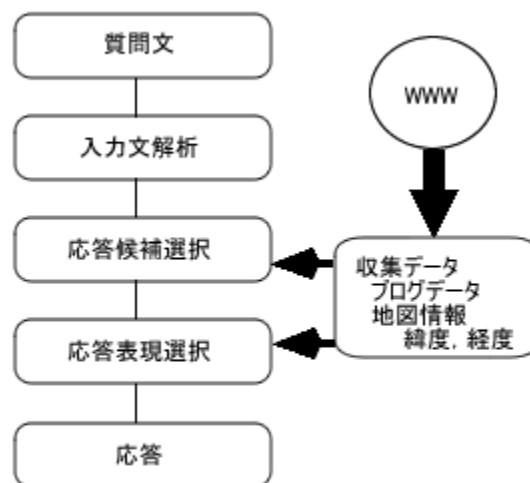 質問文
入力文解析
応答候補選択
応答表現選択
応答
WWW
収集データ
ブログデータ
地図情報
緯度, 経度